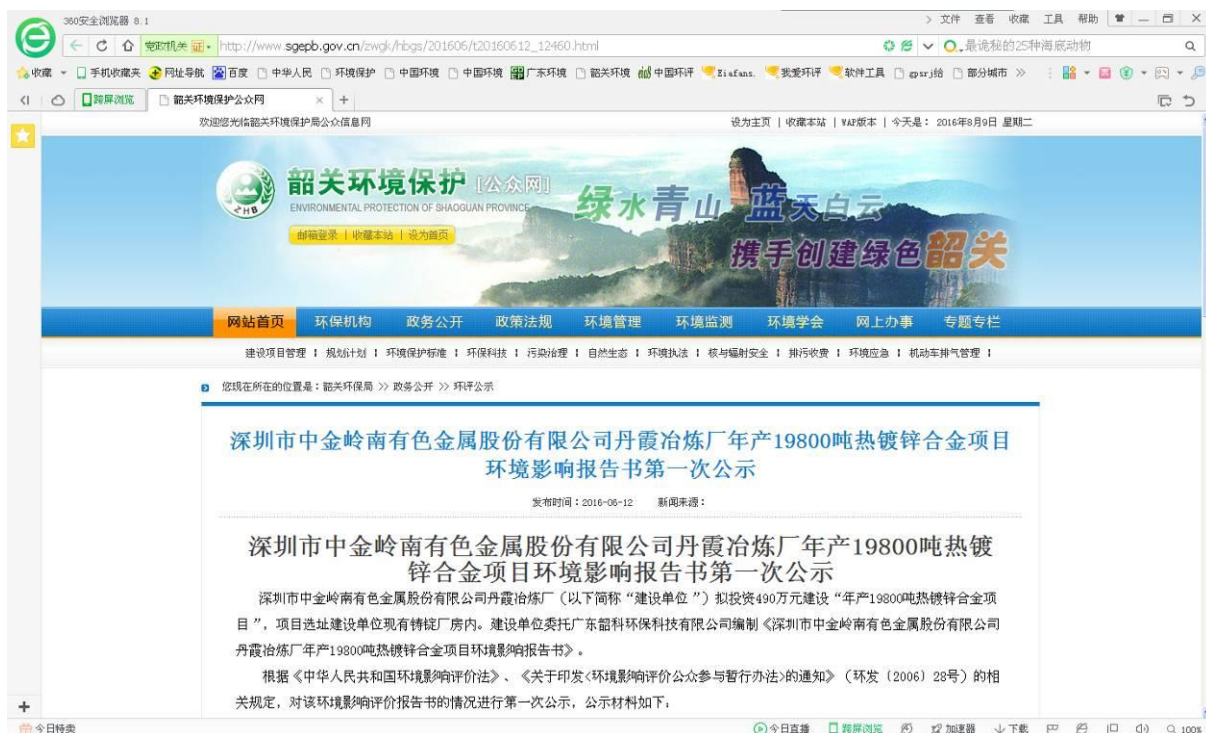 360安全浏览器 8.1
文件 查看 收藏 工具 帮助
党政机关 证
http://www.sgepb.gov.cn/zwgk/hbgs/201606/t20160612_12460.html
最诡秘的25种海底动物
收藏 手机收藏夹 网址导航 百度 中华人民 环境保护 中国环境 中国环境 广东环境 韶关环境 中国环评 我爱环评 软件工具 部分城市 »
跨屏浏览 韶关环境保护公众网 × +
欢迎您光临韶关环境保护局公众信息网 设为主页 | 收藏本站 | WAP版本 | 今天是: 2016年8月9日 星期二
ZHB
韶关环境保护 [公众网]
ENVIRONMENTAL PROTECTION OF SHAOGUAN PROVINCE
邮箱登录 | 收藏本站 | 设为首页
绿水青山 蓝天白云
携手创建绿色韶关
网站首页 环保机构 政务公开 政策法规 环境管理 环境监测 环境学会 网上办事 专题专栏
建设项目管理 | 规划计划 | 环境保护标准 | 环保科技 | 污染治理 | 自然生态 | 环境执法 | 核与辐射安全 | 排污收费 | 环境应急 | 机动车排气管理 |
您现在所在的位置是:韶关环保局 >> 政务公开 >> 环评公示
深圳市中金岭南有色金属股份有限公司丹霞冶炼厂年产19800吨热镀锌合金项目
环境影响报告书第一次公示
发布时间:2016-06-12 新闻来源:
深圳市中金岭南有色金属股份有限公司丹霞冶炼厂年产19800吨热镀
锌合金项目环境影响报告书第一次公示
深圳市中金岭南有色金属股份有限公司丹霞冶炼厂(以下简称“建设单位”)拟投资490万元建设“年产19800吨热镀锌合金项
目”,项目选址建设单位现有铸锭厂房内。建设单位委托广东韶科环保科技有限公司编制《深圳市中金岭南有色金属股份有限公司
丹霞冶炼厂年产19800吨热镀锌合金项目环境影响报告书》。
根据《中华人民共和国环境影响评价法》、《关于印发<环境影响评价公众参与暂行办法>的通知》(环发〔2006〕28号)的相
关规定,对该环境影响评价报告书的情况进行第一次公示,公示材料如下:
今日特卖 今日直播 跨屏浏览 加速器 下载 100%